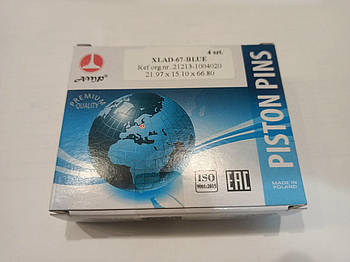 4 szt.
XLAD-67-BLUE
Ref org nr. 21213-1004020
21.97 x 15.10 x 66.80
AMP
PREMIUM
QUALITY
PISTON PINS
ISO
9001:2015
EAC
MADE IN
POLAND